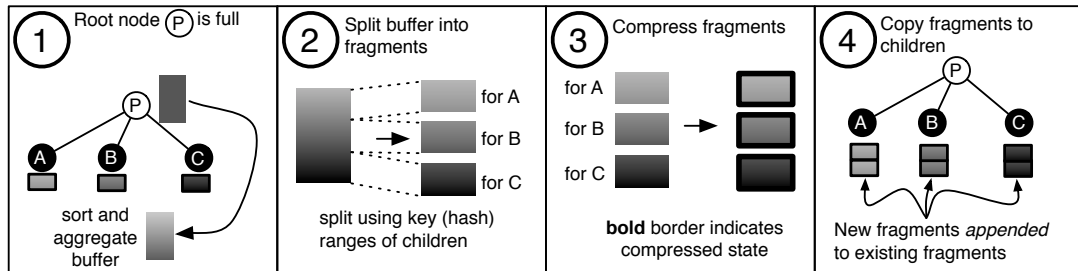 1
Root node P is full
P
A
B
C
sort and
aggregate
buffer
2
Split buffer into
fragments
for A
for B
for C
split using key (hash)
ranges of children
3
Compress fragments
for A
for B
for C
bold border indicates
compressed state
4
Copy fragments to
children
P
A
B
C
New fragments appended
to existing fragments